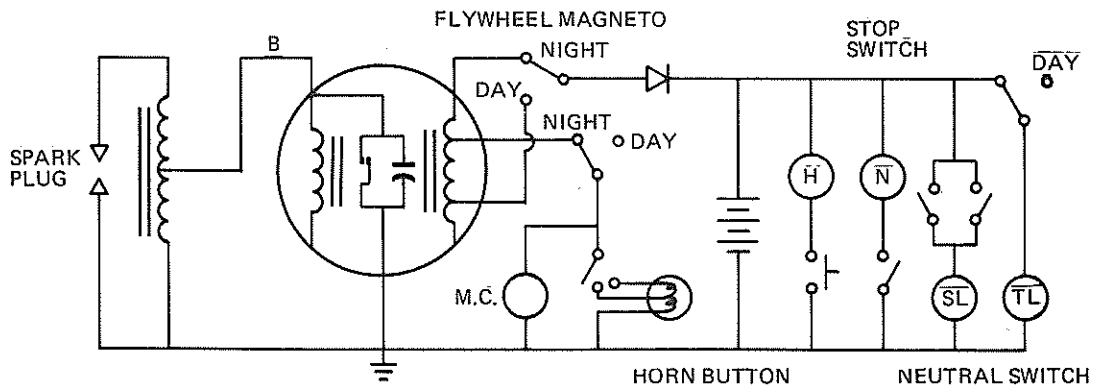 FLYWHEEL MAGNETO
STOP
SWITCH
B
NIGHT
DAY
DAY
NIGHT
DAY
SPARK
PLUG
H
N
M.C.
SL
TL
HORN BUTTON
NEUTRAL SWITCH